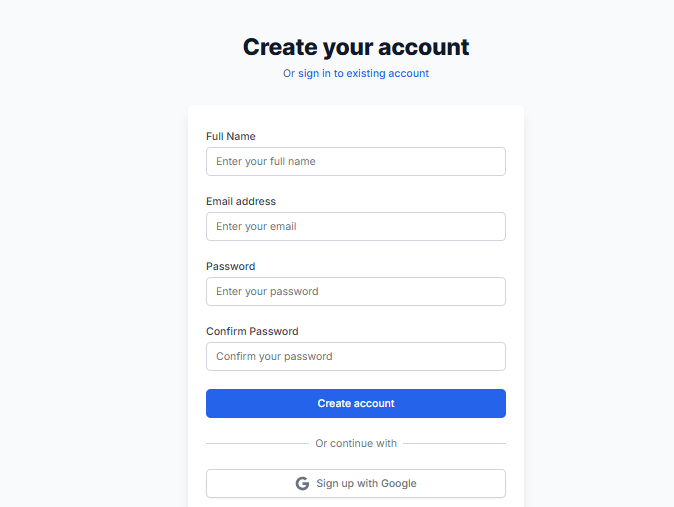 Create your account
Or sign in to existing account
Full Name
Enter your full name
Email address
Enter your email
Password
Enter your password
Confirm Password
Confirm your password
Create account
Or continue with
Sign up with Google